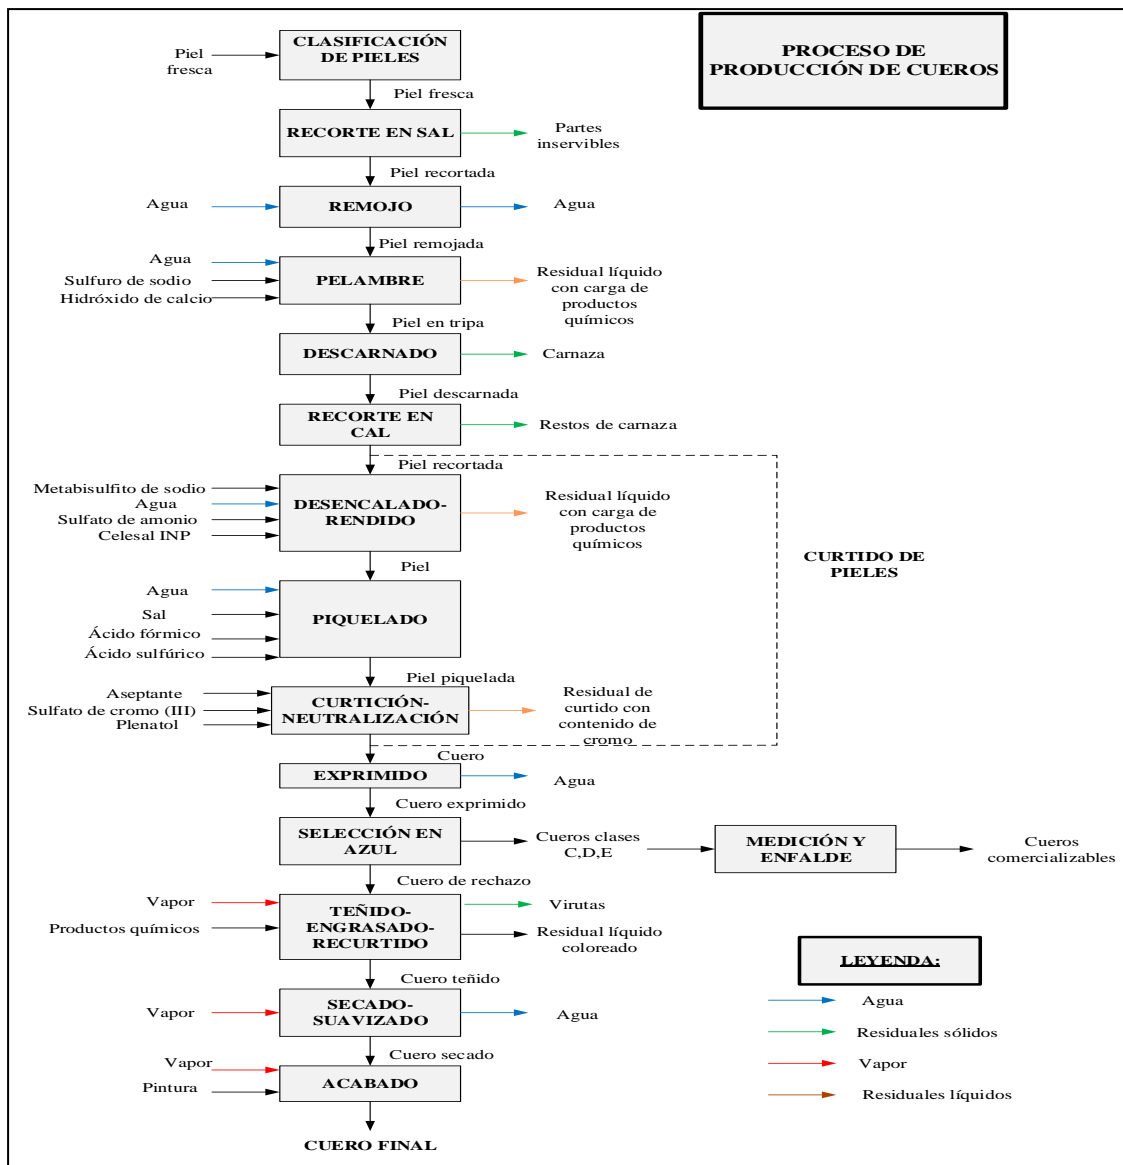 PROCESO DE
PRODUCCIÓN DE CUEROS
Piel
fresca
CLASIFICACIÓN
DE PIELES
Piel fresca
RECORTE EN SAL
Partes
inservibles
Piel recortada
Agua
REMOJO
Agua
Piel remojada
Agua
Sulfuro de sodio
Hidróxido de calcio
PELAMBRE
Residual líquido
con carga de
productos
químicos
Piel en tripa
DESCARNADO
Carnaza
Piel descarnada
RECORTE EN
CAL
Restos de carnaza
Piel recortada
Metabisulfito de sodio
Agua
Sulfato de amonio
Celesal INP
DESENCALADO-
RENDIDO
Residual líquido
con carga de
productos
químicos
CURTIDO DE
PIELES
Piel
Agua
Sal
Ácido fórmico
Ácido sulfúrico
PIQUELADO
Piel piquelada
Aseptante
Sulfato de cromo (III)
Plenatol
CURTICIÓN-
NEUTRALIZACIÓN
Residual de
curtido con
contenido de
cromo
Cuero
EXPRIMIDO
Agua
Cuero exprimido
SELECCIÓN EN
AZUL
Cueros clases
C,D,E
MEDICIÓN Y
ENFALDE
Cueros
comercializables
Cuero de rechazo
Vapor
Productos químicos
TEÑIDO-
ENGRASADO-
RECURTIDO
Virutas
Residual líquido
coloreado
Cuero teñido
Vapor
SECADO-
SUAVIZADO
Agua
Cuero secado
Vapor
Pintura
ACABADO
CUERO FINAL
LEYENDA:
Agua
Residuales sólidos
Vapor
Residuales líquidos